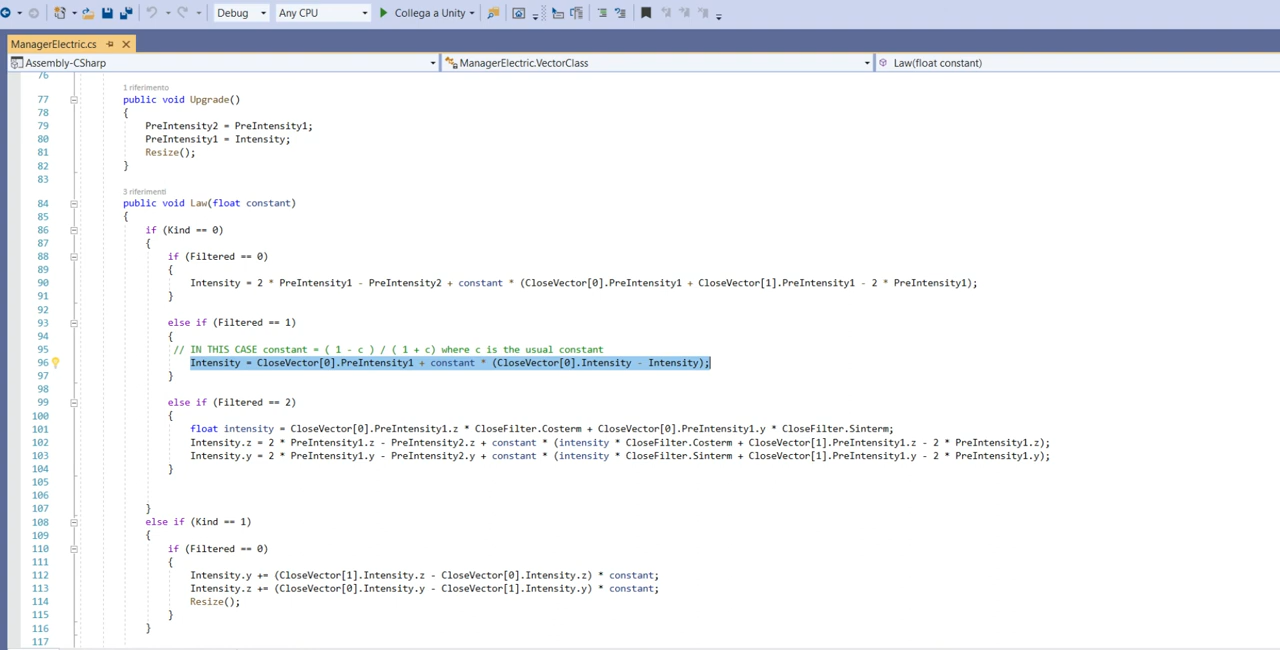 Debug Any CPU Collega a Unity
ManagerElectric.cs
Assembly-CSharp ManagerElectric.VectorClass Law(float constant)
76
1 riferimento
77 public void Upgrade()
78 {
79 PreIntensity2 = PreIntensity1;
80 PreIntensity1 = Intensity;
81 Resize();
82 }
83
3 riferimenti
84 public void Law(float constant)
85 {
86 if (Kind == 0)
87 {
88 if (Filtered == 0)
89 {
90 Intensity = 2 * PreIntensity1 - PreIntensity2 + constant * (CloseVector[0].PreIntensity1 + CloseVector[1].PreIntensity1 - 2 * PreIntensity1);
91 }
92
93 else if (Filtered == 1)
94 {
95 // IN THIS CASE constant = ( 1 - c ) / ( 1 + c) where c is the usual constant
96 Intensity = CloseVector[0].PreIntensity1 + constant * (CloseVector[0].Intensity - Intensity);
97 }
98
99 else if (Filtered == 2)
100 {
101 float intensity = CloseVector[0].PreIntensity1.z * CloseFilter.Costerm + CloseVector[0].PreIntensity1.y * CloseFilter.Sinterm;
102 Intensity.z = 2 * PreIntensity1.z - PreIntensity2.z + constant * (intensity * CloseFilter.Costerm + CloseVector[1].PreIntensity1.z - 2 * PreIntensity1.z);
103 Intensity.y = 2 * PreIntensity1.y - PreIntensity2.y + constant * (intensity * CloseFilter.Sinterm + CloseVector[1].PreIntensity1.y - 2 * PreIntensity1.y);
104 }
105
106
107 }
108 else if (Kind == 1)
109 {
110 if (Filtered == 0)
111 {
112 Intensity.y += (CloseVector[1].Intensity.z - CloseVector[0].Intensity.z) * constant;
113 Intensity.z += (CloseVector[0].Intensity.y - CloseVector[1].Intensity.y) * constant;
114 Resize();
115 }
116 }
117